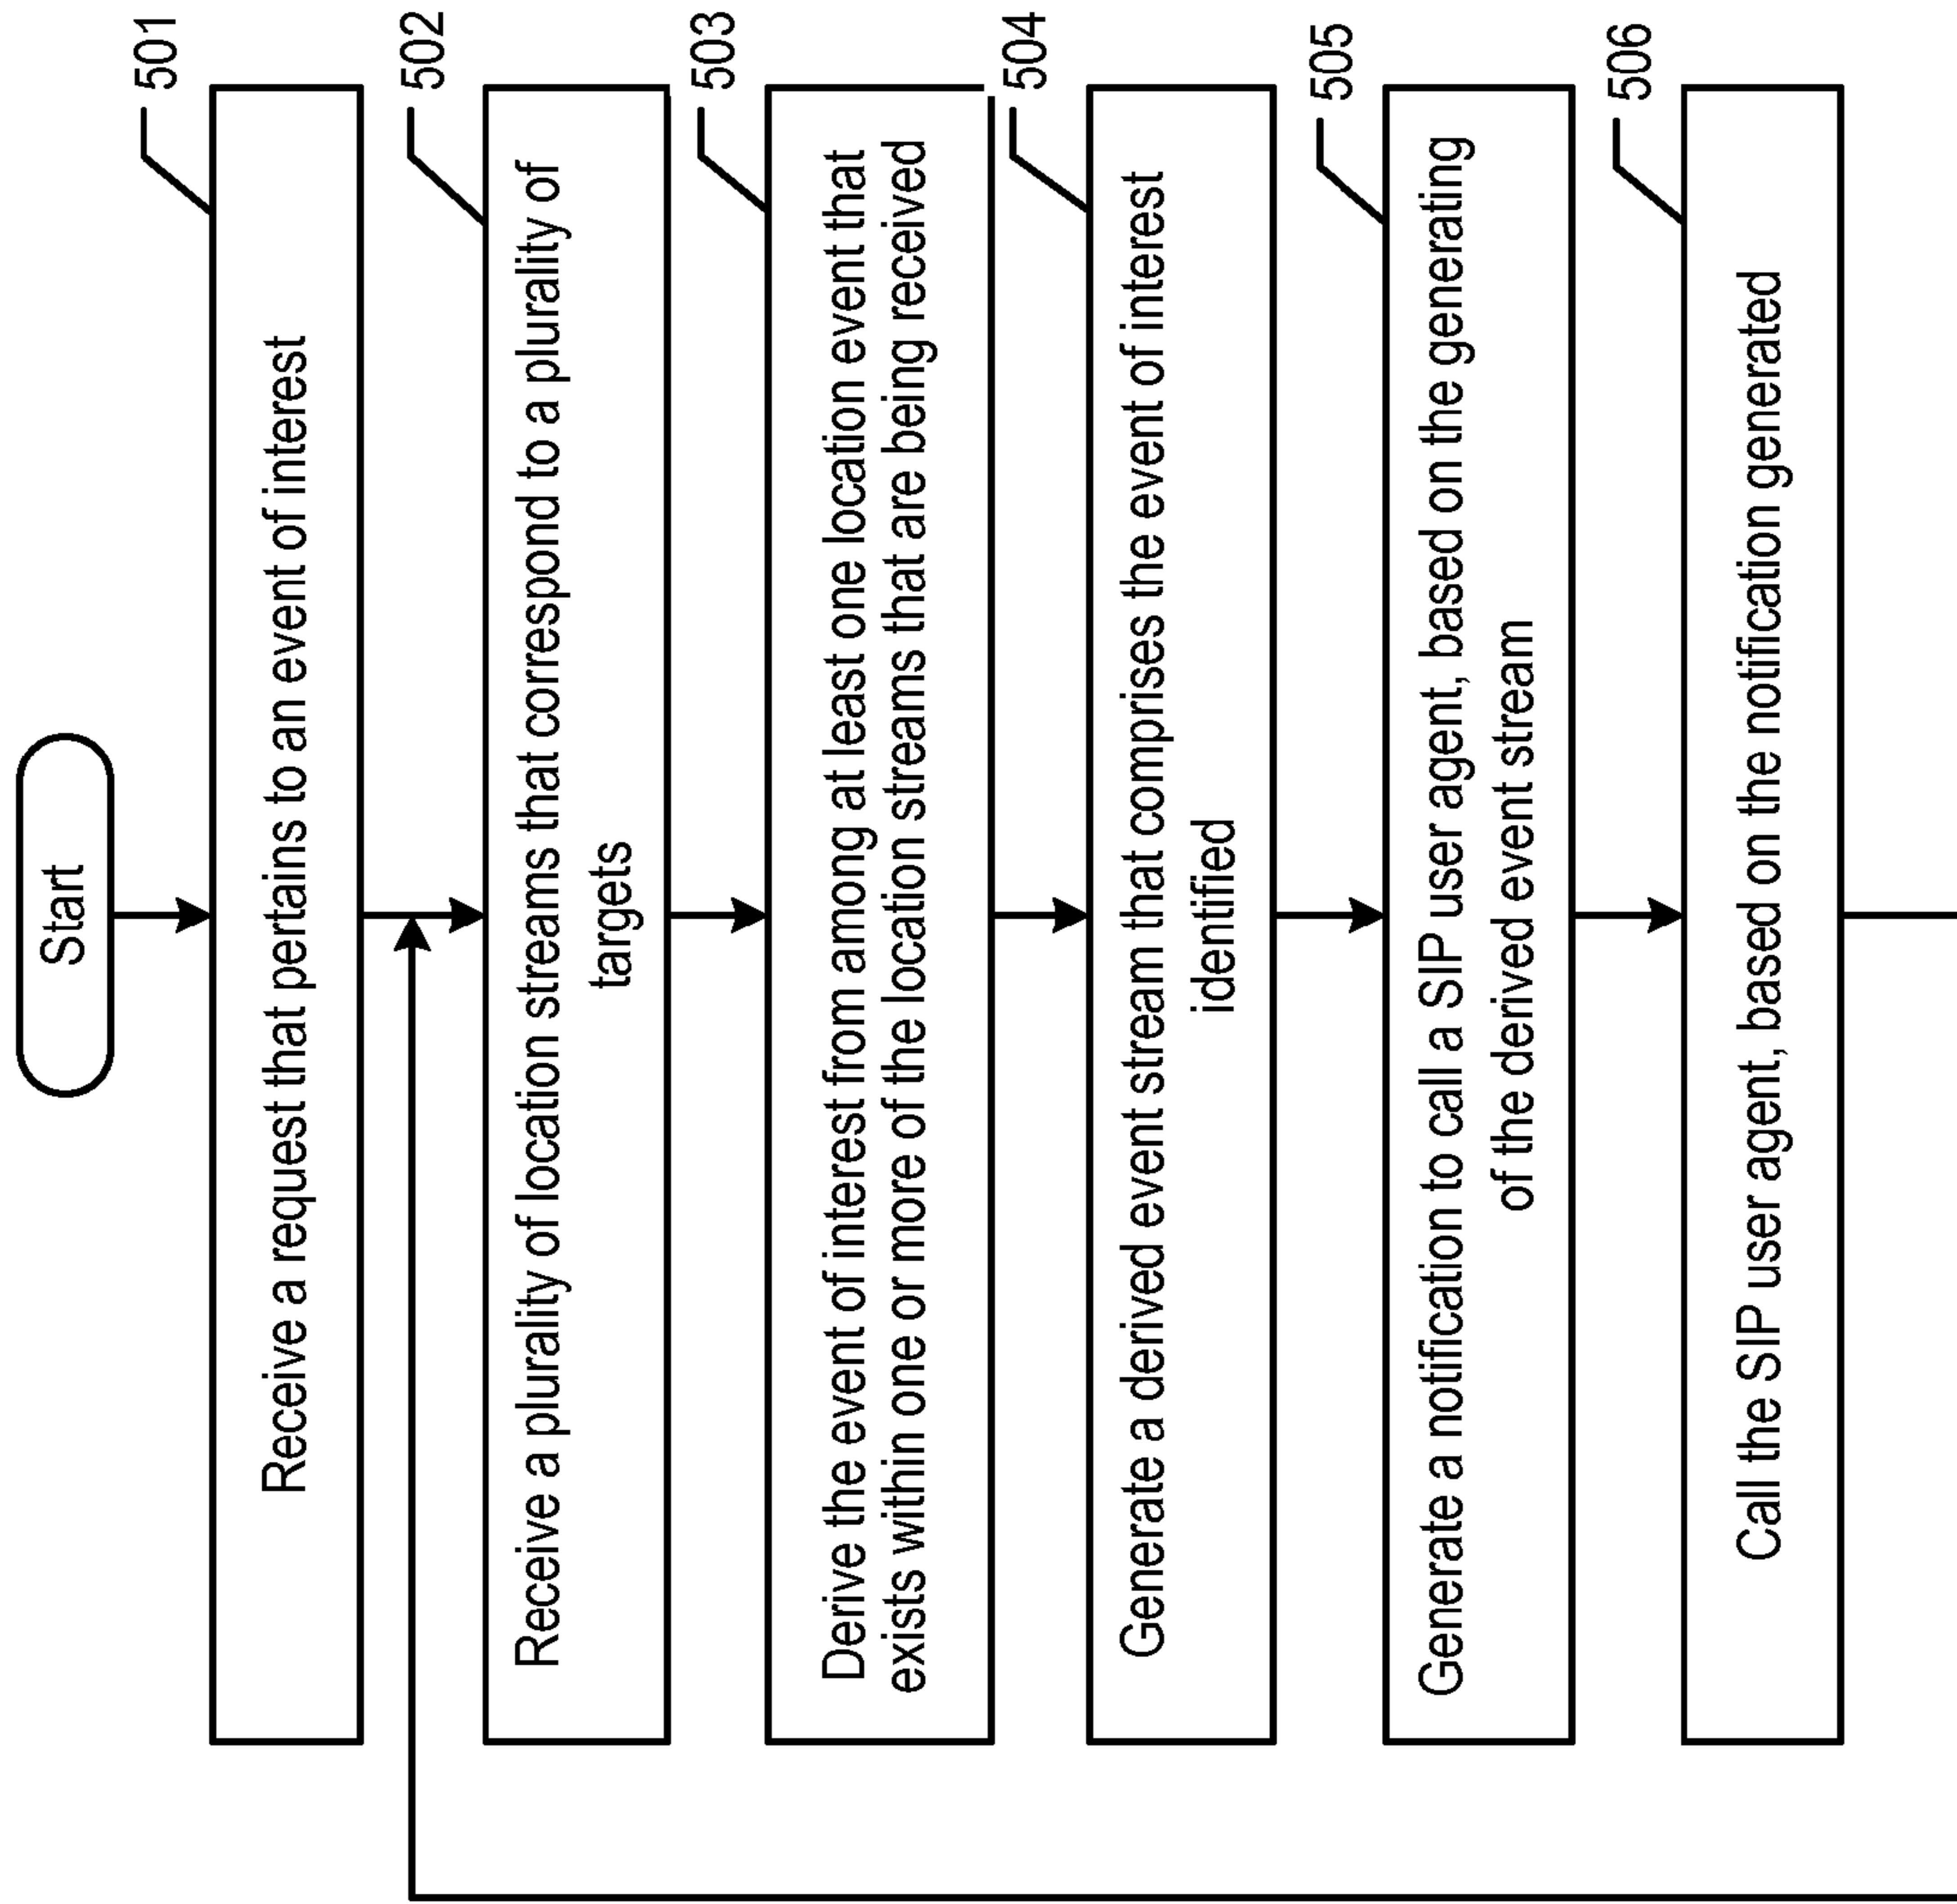 Start
501
Receive a request that pertains to an event of interest
502
Receive a plurality of location streams that correspond to a plurality of
targets
503
Derive the event of interest from among at least one location event that
exists within one or more of the location streams that are being received
504
Generate a derived event stream that comprises the event of interest
identified
505
Generate a notification to call a SIP user agent, based on the generating
of the derived event stream
506
Call the SIP user agent, based on the notification generated